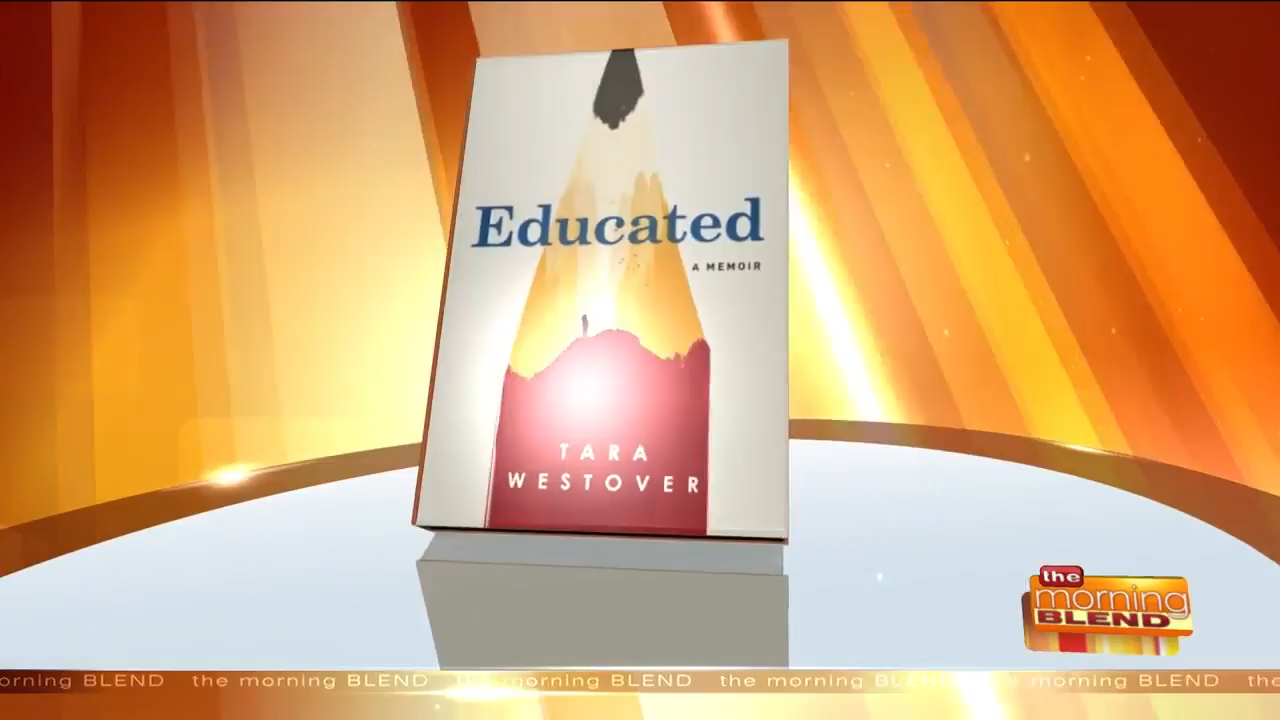 Educated
A MEMOIR
TARA
WESTOVER
the
morning
BLEND
orning BLEND the morning BLEND the morning BLEND the morning BLEND the morning BLEND the